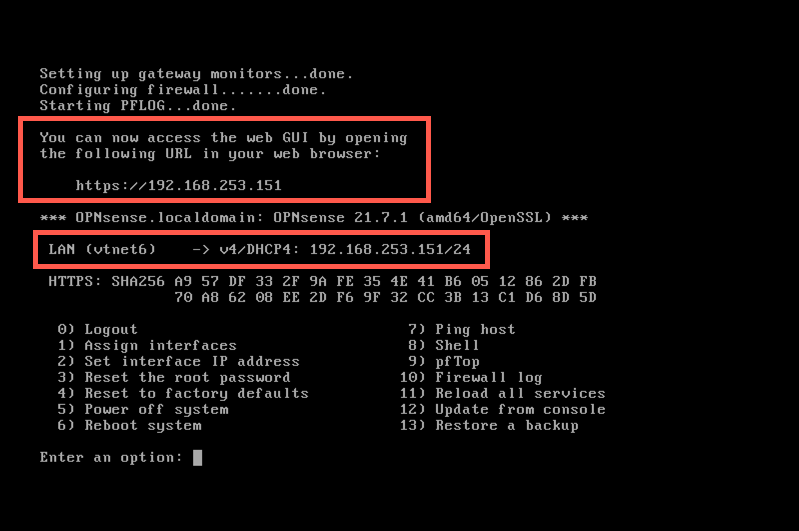 Setting up gateway monitors...done.
Configuring firewall.......done.
Starting PFLOG...done.
You can now access the web GUI by opening
the following URL in your web browser:
https://192.168.253.151
*** OPNsense.localdomain: OPNsense 21.7.1 (amd64/OpenSSL) ***
LAN (vtnet6)    -> v4/DHCP4: 192.168.253.151/24
HTTPS: SHA256 A9 57 DF 33 2F 9A FE 35 4E 41 B6 05 12 86 2D FB
70 A8 62 08 EE 2D F6 9F 32 CC 3B 13 C1 D6 8D 5D
0) Logout                              7) Ping host
1) Assign interfaces                   8) Shell
2) Set interface IP address            9) pfTop
3) Reset the root password            10) Firewall log
4) Reset to factory defaults          11) Reload all services
5) Power off system                   12) Update from console
6) Reboot system                      13) Restore a backup
Enter an option: